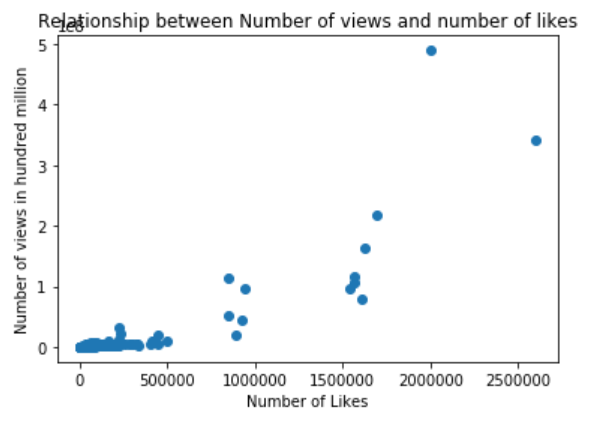 Relationship between Number of views and number of likes
1e8
5
4
3
2
1
0
Number of views in hundred million
0 500000 1000000 1500000 2000000 2500000
Number of Likes